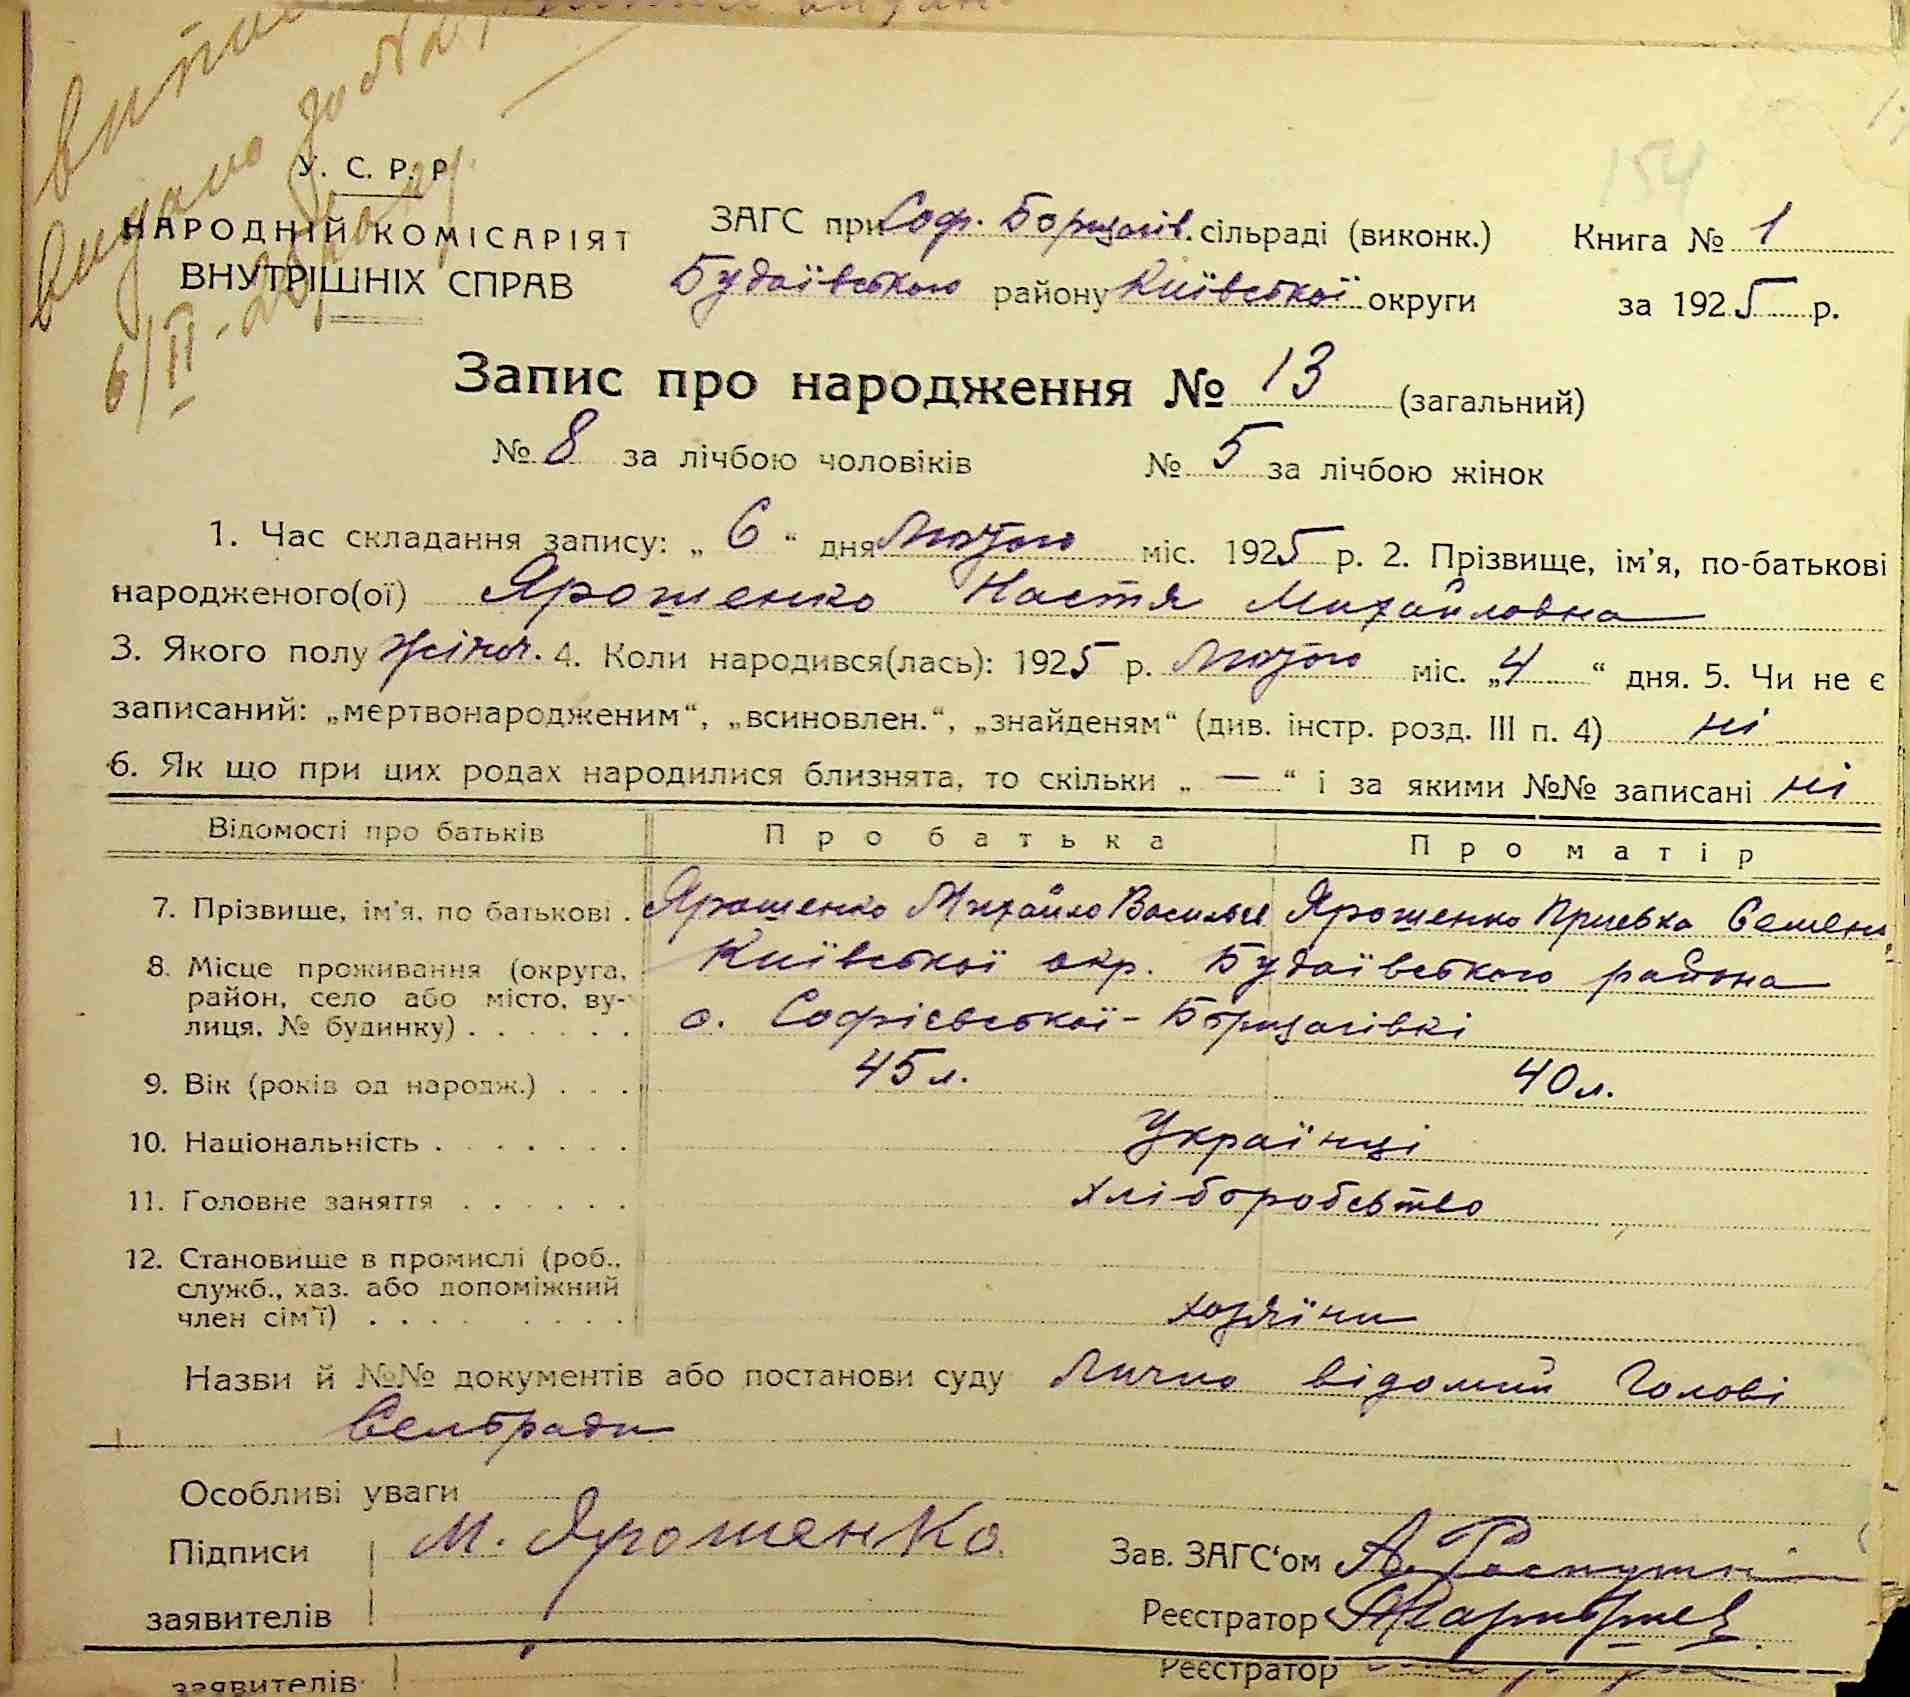 154
У. С. Р. Р.
НАРОДНІЙ КОМІСАРІЯТ
ВНУТРІШНІХ СПРАВ
видано
6/II-
ЗАГС при Соф. Борщагів. сільраді (виконк.)
Будаївського району Київської округи
Книга № 1
за 1925 р.
Запис про народження № 13 (загальний)
№ 8 за лічбою чоловіків № 5 за лічбою жінок
1. Час складання запису: „ 6 “ дня Лютого міс. 1925 р. 2. Прізвище, ім'я, по-батькові
народженого(ої) Ярошенко Настя Михайловна
3. Якого полу жіноч. 4. Коли народився(лась): 1925 р. Лютого міс. „4 “ дня. 5. Чи не є
записаний: „мертвонародженим“, „всиновлен.“, „знайденям“ (див. інстр. розд. III п. 4) ні
6. Як що при цих родах народилися близнята, то скільки „ — “ і за якими №№ записані ні
Відомості про батьків Про батька Про матір
7. Прізвище, ім'я, по батькові . Ярошенко Михайло Васильє Ярошенко Приська Семен.
8. Місце проживання (округа, Київської окр. Будаївського района
район, село або місто, ву-
лиця, № будинку) . . . . . . с. Софієвської-Борщагівкі
9. Вік (років од народж.) . . . 45 л. 40 л.
10. Національність . . . . . . . Українці
11. Головне заняття . . . . . . хліборобство
12. Становище в промислі (роб.,
служб., хаз. або допоміжний
член сім'ї) . . . . . . . . . хозяїни
Назви й №№ документів або постанови суду Лично відомий Голові
Сельради
Особливі уваги
Підписи М. Ярошенко Зав. ЗАГС'ом
заявителів Реєстратор
заявителів Реєстратор